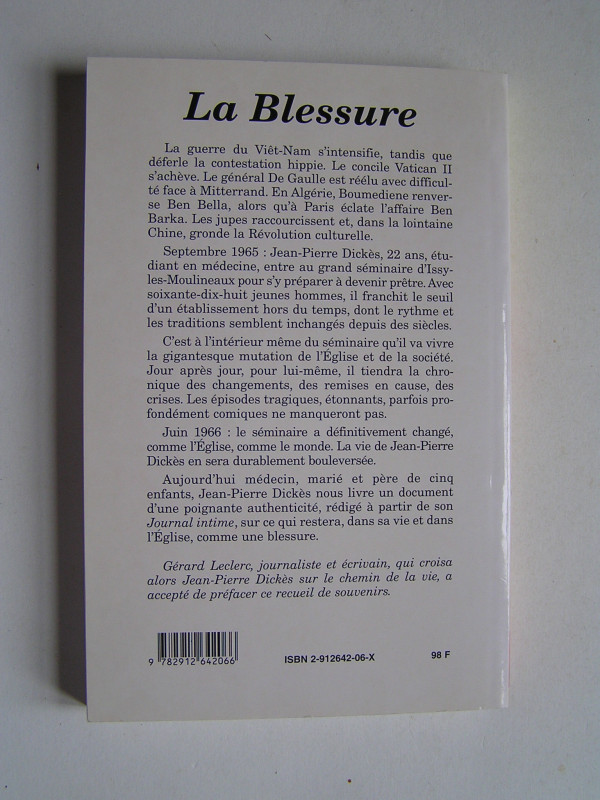 La Blessure
La guerre du Viêt-Nam s'intensifie, tandis que
déferle la contestation hippie. Le concile Vatican II
s'achève. Le général De Gaulle est réélu avec difficul-
té face à Mitterrand. En Algérie, Boumediene renver-
se Ben Bella, alors qu'à Paris éclate l'affaire Ben
Barka. Les jupes raccourcissent et, dans la lointaine
Chine, gronde la Révolution culturelle.
Septembre 1965 : Jean-Pierre Dickès, 22 ans, étu-
diant en médecine, entre au grand séminaire d'Issy-
les-Moulineaux pour s'y préparer à devenir prêtre. Avec
soixante-dix-huit jeunes hommes, il franchit le seuil
d'un établissement hors du temps, dont le rythme et
les traditions semblent inchangés depuis des siècles.
C'est à l'intérieur même du séminaire qu'il va vivre
la gigantesque mutation de l'Église et de la société.
Jour après jour, pour lui-même, il tiendra la chro-
nique des changements, des remises en cause, des
crises. Les épisodes tragiques, étonnants, parfois pro-
fondément comiques ne manqueront pas.
Juin 1966 : le séminaire a définitivement changé,
comme l'Église, comme le monde. La vie de Jean-Pierre
Dickès en sera durablement bouleversée.
Aujourd'hui médecin, marié et père de cinq
enfants, Jean-Pierre Dickès nous livre un document
d'une poignante authenticité, rédigé à partir de son
Journal intime, sur ce qui restera, dans sa vie et dans
l'Église, comme une blessure.
Gérard Leclerc, journaliste et écrivain, qui croisa
alors Jean-Pierre Dickès sur le chemin de la vie, a
accepté de préfacer ce recueil de souvenirs.
9 782912 642066
ISBN 2-912642-06-X
98 F